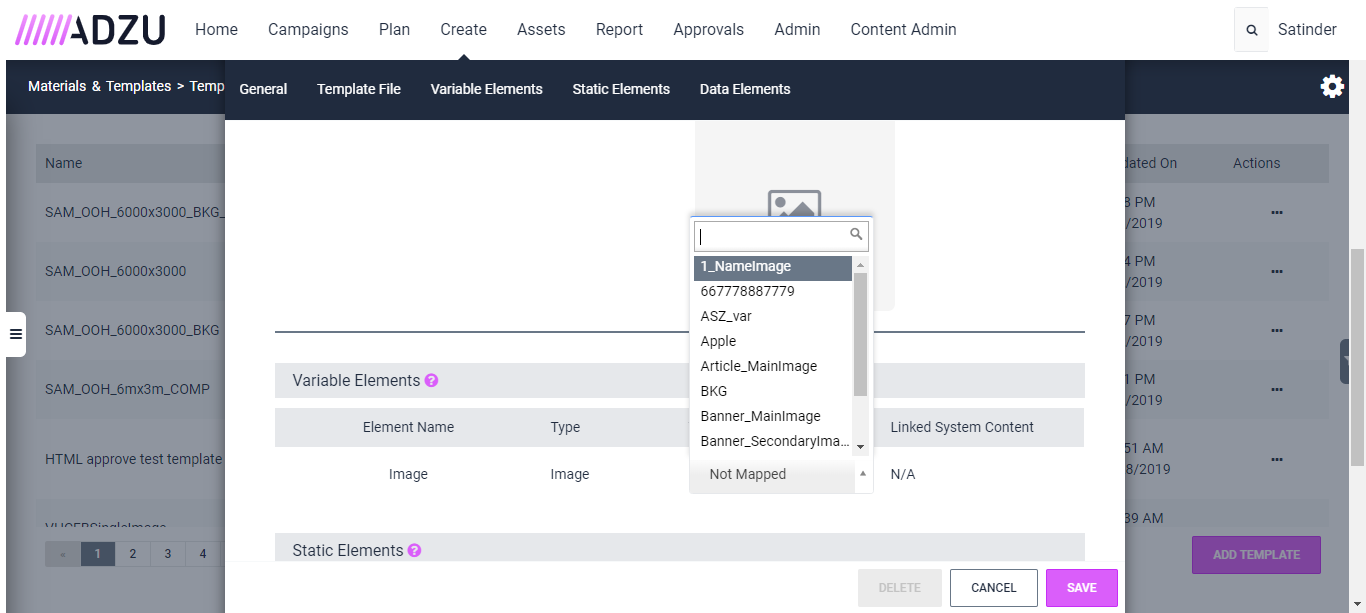 ADZU
Home Campaigns Plan Create Assets Report Approvals Admin Content Admin
Satinder
Materials & Templates > Temp
General Template File Variable Elements Static Elements Data Elements
Name
dated On Actions
SAM_OOH_6000x3000_BKG_
8 PM
/2019
SAM_OOH_6000x3000
4 PM
/2019
SAM_OOH_6000x3000_BKG
7 PM
/2019
SAM_OOH_6mx3m_COMP
1 PM
/2019
HTML approve test template
51 AM
8/2019
39 AM
1_NameImage
667778887779
ASZ_var
Apple
Article_MainImage
BKG
Banner_MainImage
Banner_SecondaryIma...
Variable Elements ?
Element Name Type Linked System Content
Image Image Not Mapped N/A
Static Elements ?
« 1 2 3 4
ADD TEMPLATE
DELETE CANCEL SAVE